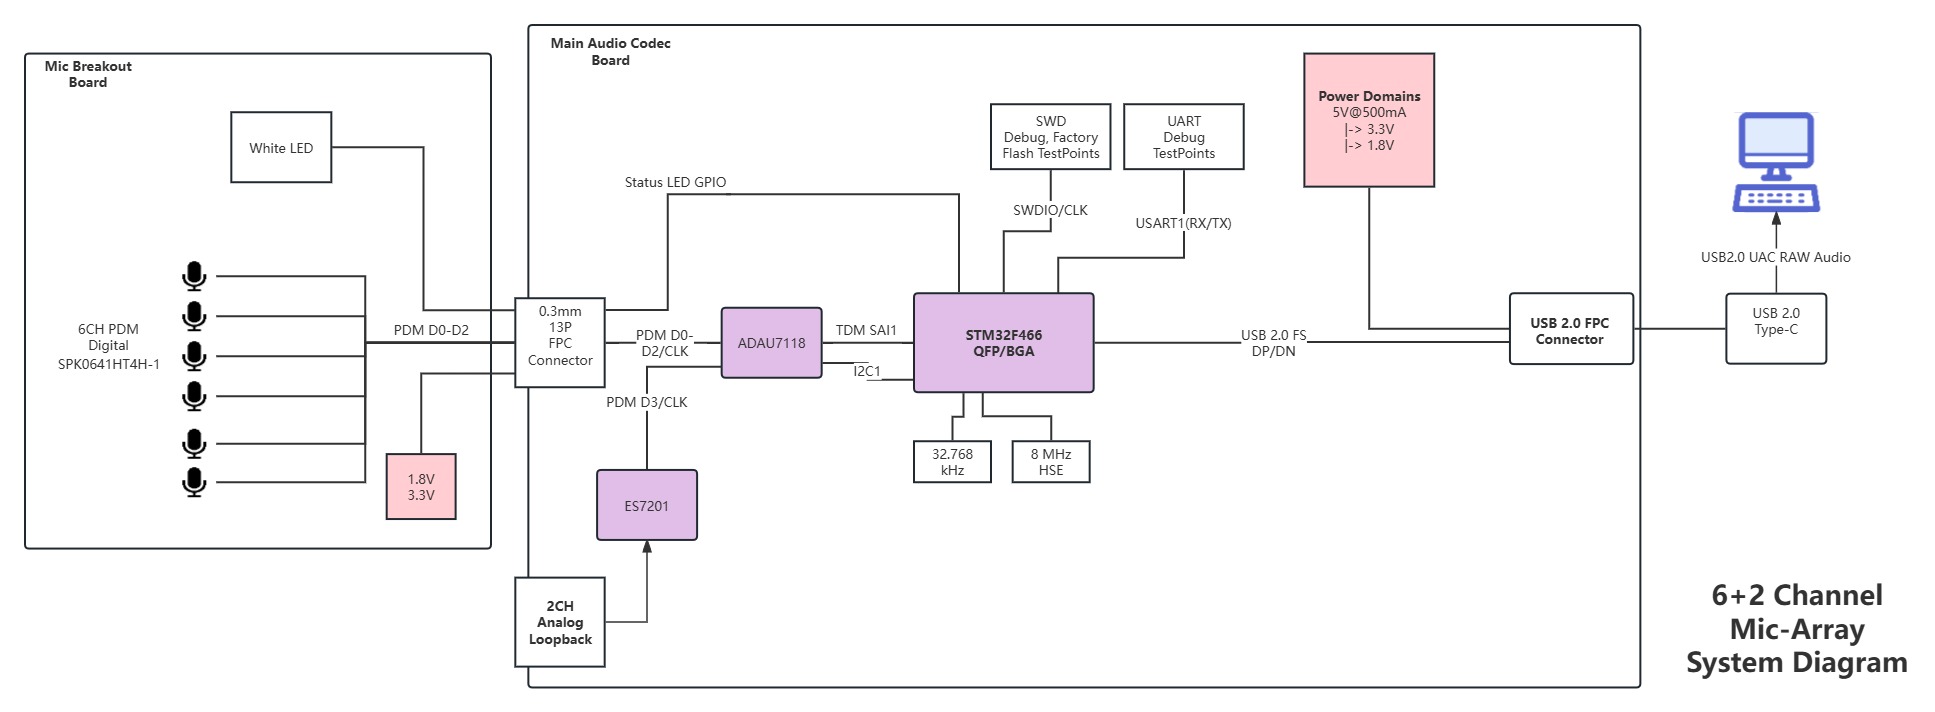 Mic Breakout
Board
White LED
6CH PDM
Digital
SPK0641HT4H-1
PDM D0-D2
1.8V
3.3V
Main Audio Codec
Board
0.3mm
13P
FPC
Connector
Status LED GPIO
PDM D0-
D2/CLK
PDM D3/CLK
ADAU7118
ES7201
2CH
Analog
Loopback
TDM SAI1
I2C1
SWD
Debug, Factory
Flash TestPoints
SWDIO/CLK
UART
Debug
TestPoints
USART1(RX/TX)
STM32F466
QFP/BGA
32.768
kHz
8 MHz
HSE
Power Domains
5V@500mA
|-> 3.3V
|-> 1.8V
USB 2.0 FS
DP/DN
USB 2.0 FPC
Connector
USB2.0 UAC RAW Audio
USB 2.0
Type-C
6+2 Channel
Mic-Array
System Diagram